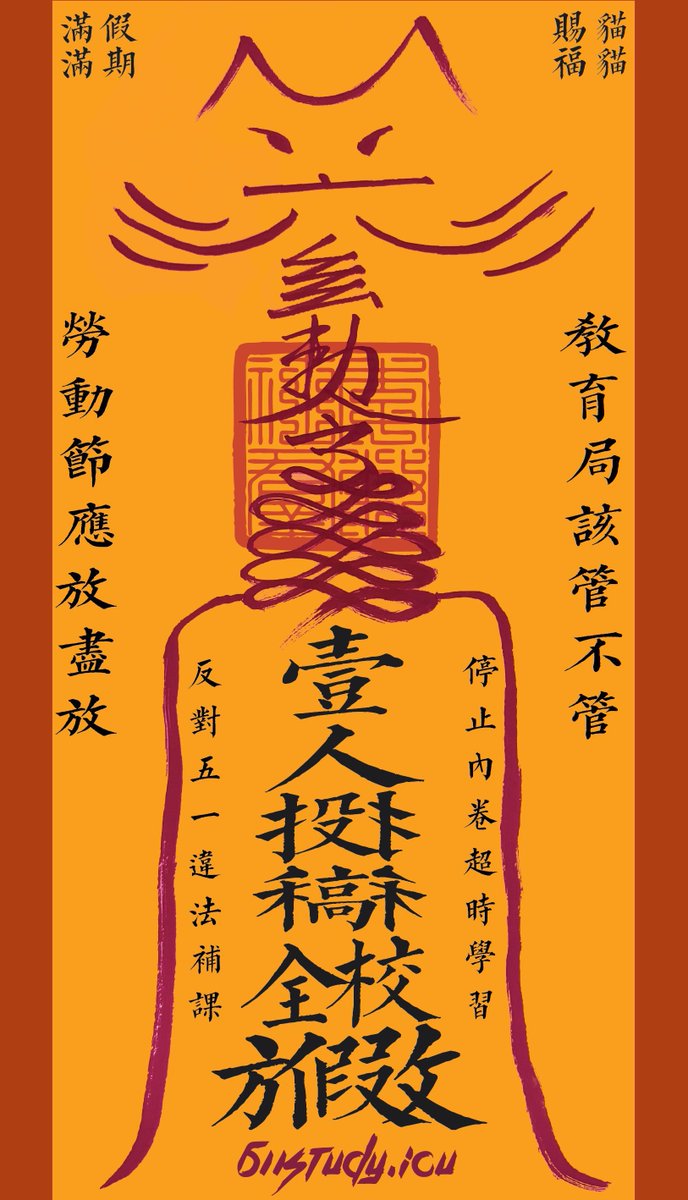 貓貓
賜福
假期
滿滿
教育局該管不管
勞動節應放盡放
停止內卷超時學習
反對五一違法補課
壹人投稿全校放假
611study.icu